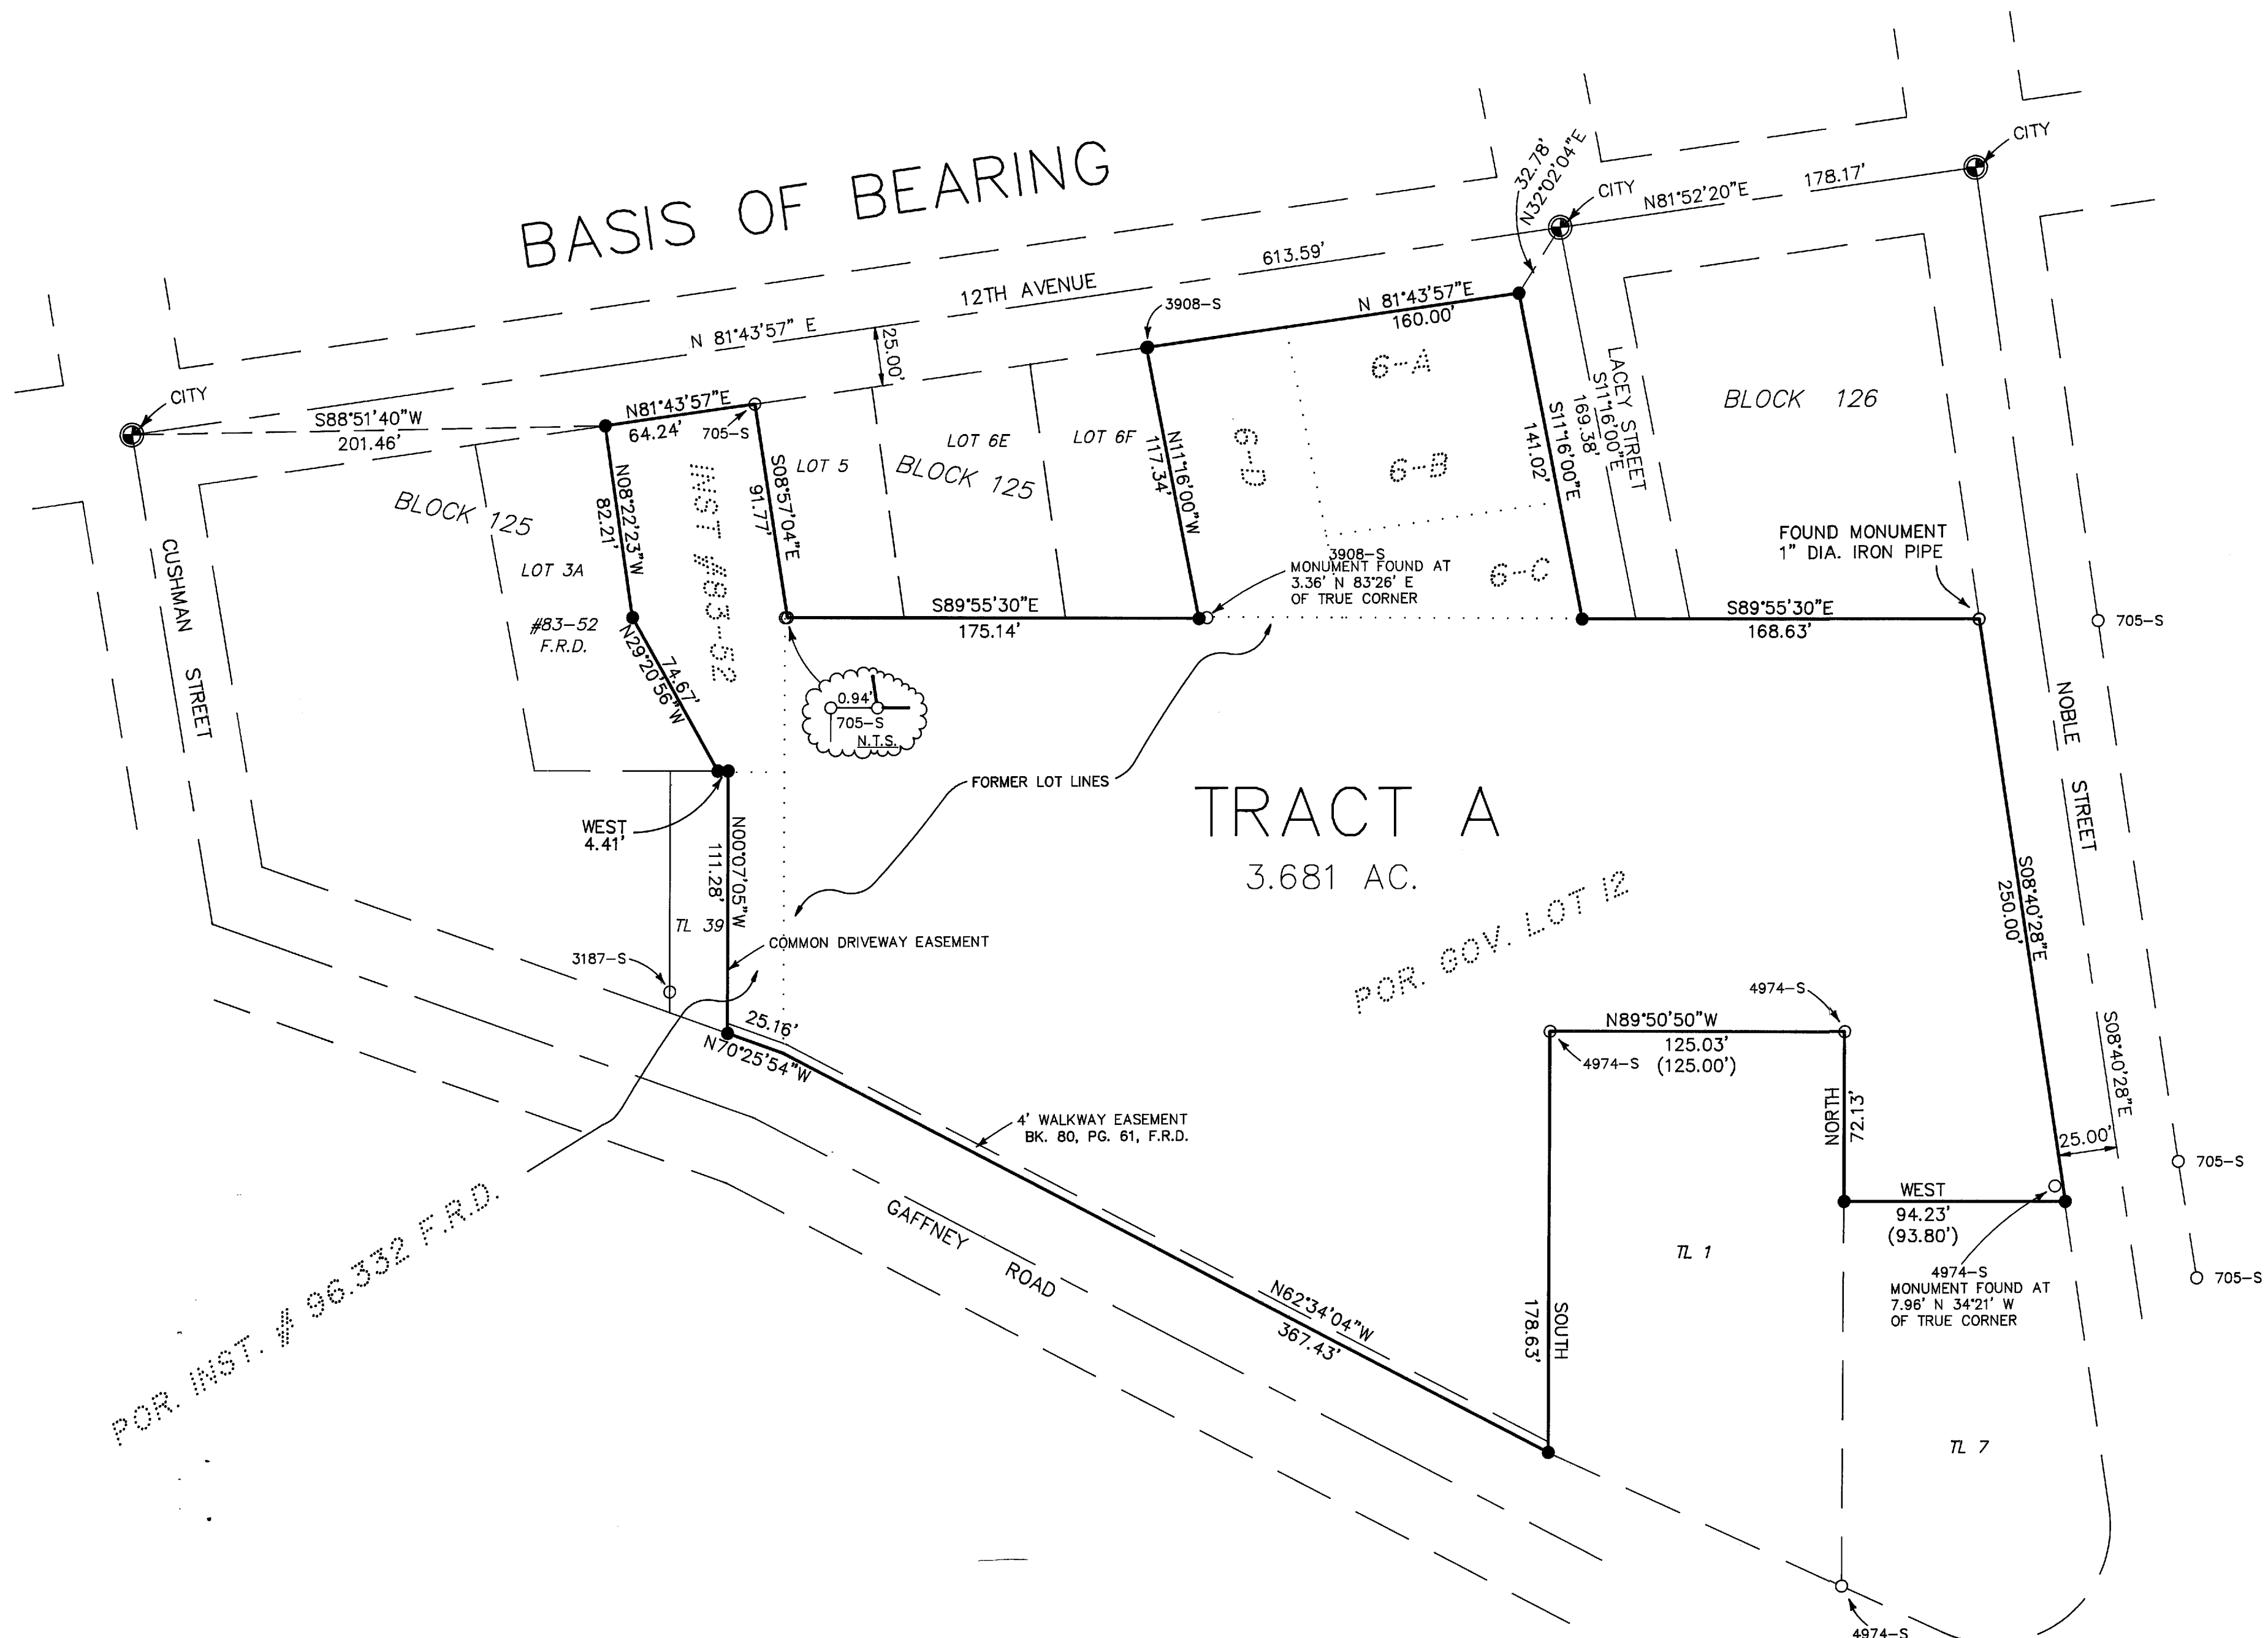 BASIS OF BEARING
CITY
CITY
CITY
32.78'
N32°02'04"E
N81°52'20"E
178.17'
613.59'
12TH AVENUE
N 81°43'57" E
25.00'
3908-S
N 81°43'57"E
160.00'
S88°51'40"W
201.46'
N81°43'57"E
64.24'
705-S
LOT 5
LOT 6E
LOT 6F
BLOCK 125
BLOCK 125
LOT 3A
#83-52
F.R.D.
INST #83-52
N08°22'23"W
82.21'
S08°57'04"E
91.77'
N11°16'00"W
117.34'
6-D
6-A
6-B
6-C
S11°16'00"E
141.02'
LACEY STREET
S11°16'00"E
169.38'
BLOCK 126
FOUND MONUMENT
1" DIA. IRON PIPE
3908-S
MONUMENT FOUND AT
3.36' N 83°26' E
OF TRUE CORNER
S89°55'30"E
175.14'
S89°55'30"E
168.63'
705-S
CUSHMAN STREET
N29°20'56"W
74.67'
0.94'
705-S
N.T.S.
FORMER LOT LINES
WEST
4.41'
N00°07'05"W
111.28'
TL 39
3187-S
COMMON DRIVEWAY EASEMENT
TRACT A
3.681 AC.
POR. GOV. LOT 12
NOBLE STREET
S08°40'28"E
250.00'
S08°40'28"E
25.00'
25.16'
N70°25'54"W
4' WALKWAY EASEMENT
BK. 80, PG. 61, F.R.D.
4974-S
N89°50'50"W
125.03'
(125.00')
4974-S
NORTH
72.13'
WEST
94.23'
(93.80')
4974-S
MONUMENT FOUND AT
7.96' N 34°21' W
OF TRUE CORNER
705-S
705-S
TL 1
SOUTH
178.63'
GAFFNEY ROAD
N62°34'04"W
367.43'
POR. INST. # 96.332 F.R.D.
TL 7
4974-S